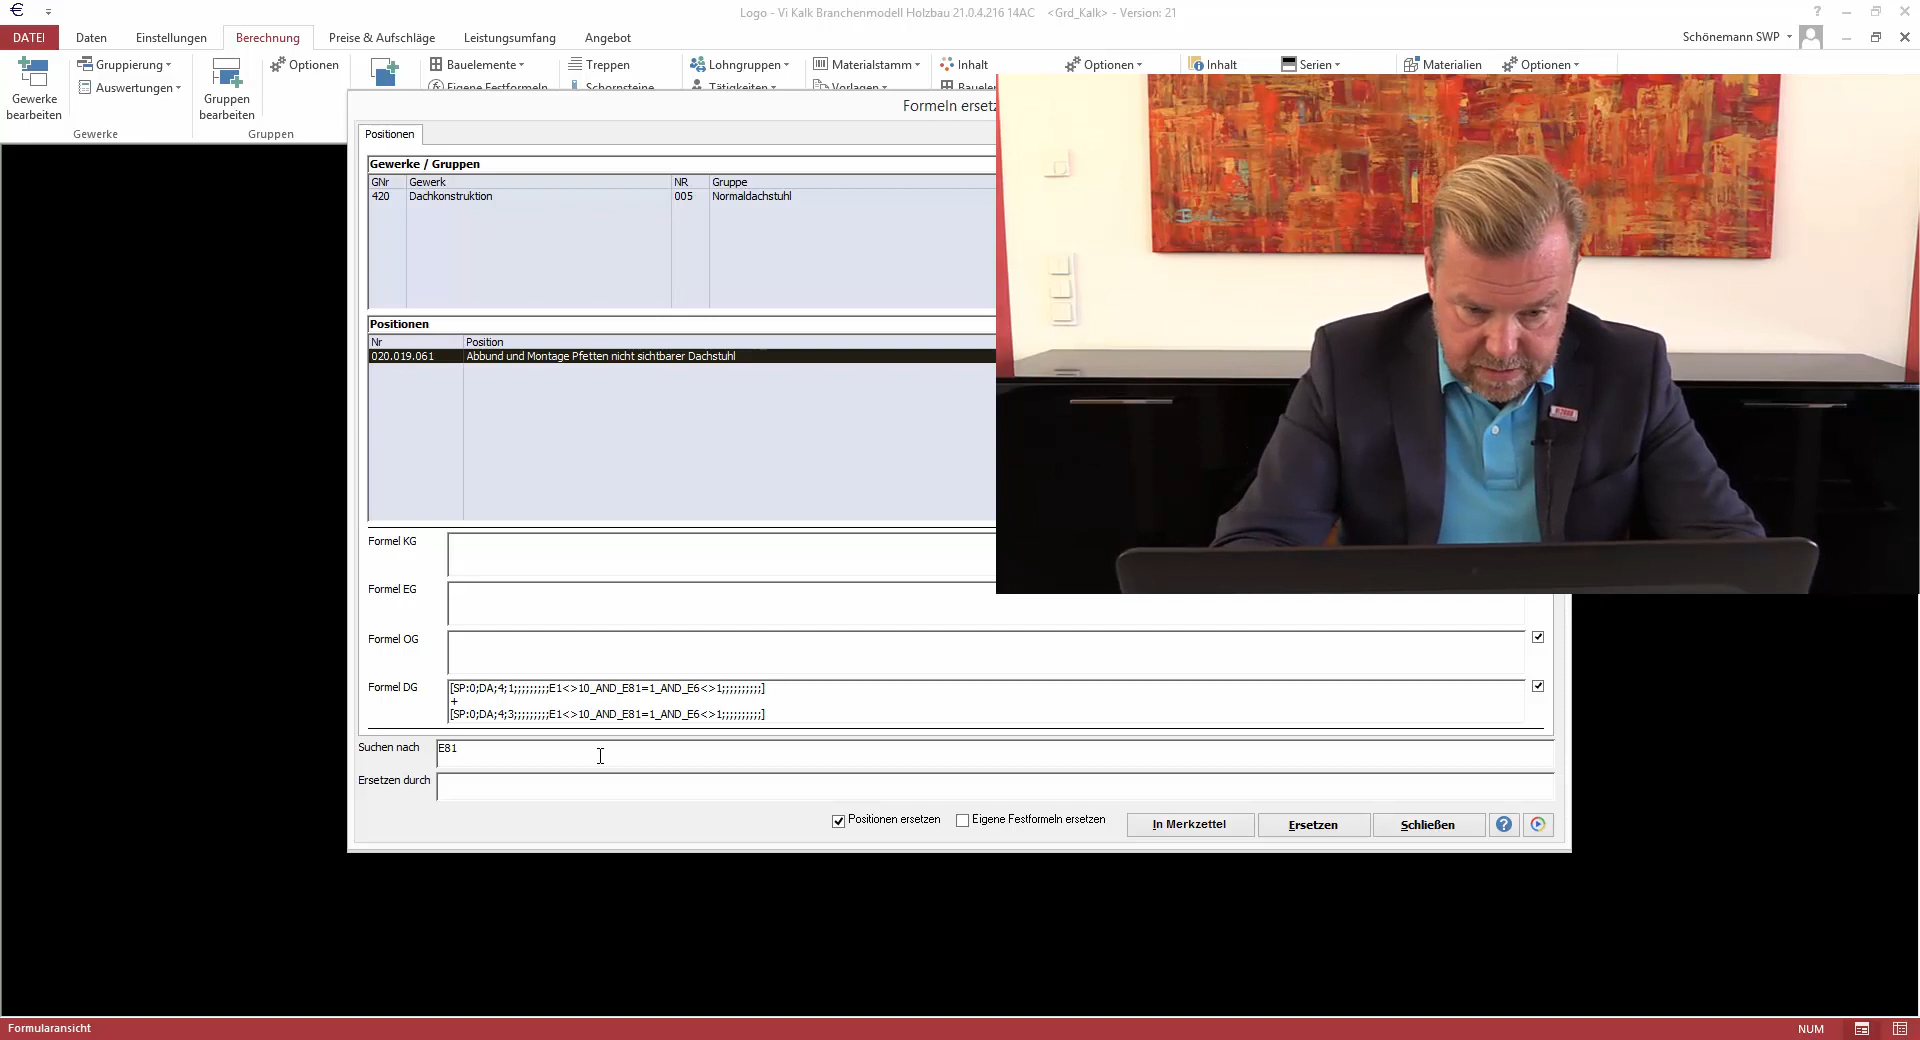 Logo - Vi Kalk Branchenmodell Holzbau 21.0.4.216 14AC <Grd_Kalk> - Version: 21
DATEI Daten Einstellungen Berechnung Preise & Aufschläge Leistungsumfang Angebot Schönemann SWP
Gruppierung Optionen Bauelemente Treppen Lohngruppen Materialstamm Inhalt Optionen Inhalt Serien Materialien Optionen
Gewerke bearbeiten Auswertungen Gruppen bearbeiten Eigene Festformeln Schornsteine Tätigkeiten Vorlagen
Gewerke Gruppen
Formeln ersetz
Positionen
Gewerke / Gruppen
GNr Gewerk NR Gruppe
420 Dachkonstruktion 005 Normaldachstuhl
Positionen
Nr Position
020.019.061 Abbund und Montage Pfetten nicht sichtbarer Dachstuhl
Formel KG
Formel EG
Formel OG
Formel DG
[SP:0;DA;4;1;;;;;;;;;E1<>10_AND_E81=1_AND_E6<>1;;;;;;;;;;]
+
[SP:0;DA;4;3;;;;;;;;;E1<>10_AND_E81=1_AND_E6<>1;;;;;;;;;;]
Suchen nach E81
Ersetzen durch
Positionen ersetzen Eigene Festformeln ersetzen In Merkzettel Ersetzen Schließen
Formularansicht NUM